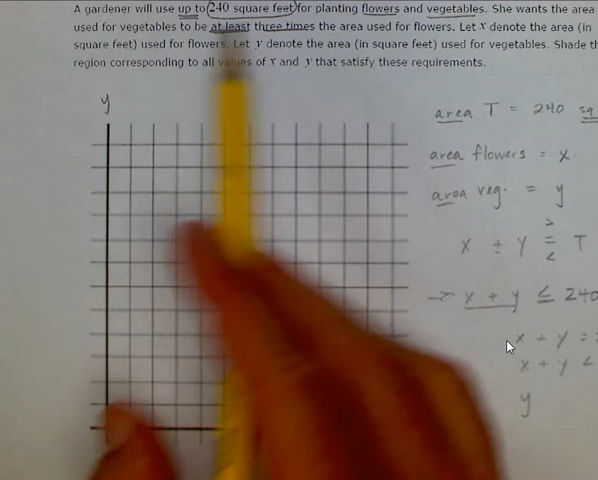 A gardener will use up to 240 square feet for planting flowers and vegetables. She wants the area
used for vegetables to be at least three times the area used for flowers. Let x denote the area (in
square feet) used for flowers. Let y denote the area (in square feet) used for vegetables. Shade th
region corresponding to all values of x and y that satisfy these requirements.
y
area T = 240 sq
area flowers = x
area veg. = y
x ± y ≥ = < T
→ x + y ≤ 240
x + y =
x + y <
y